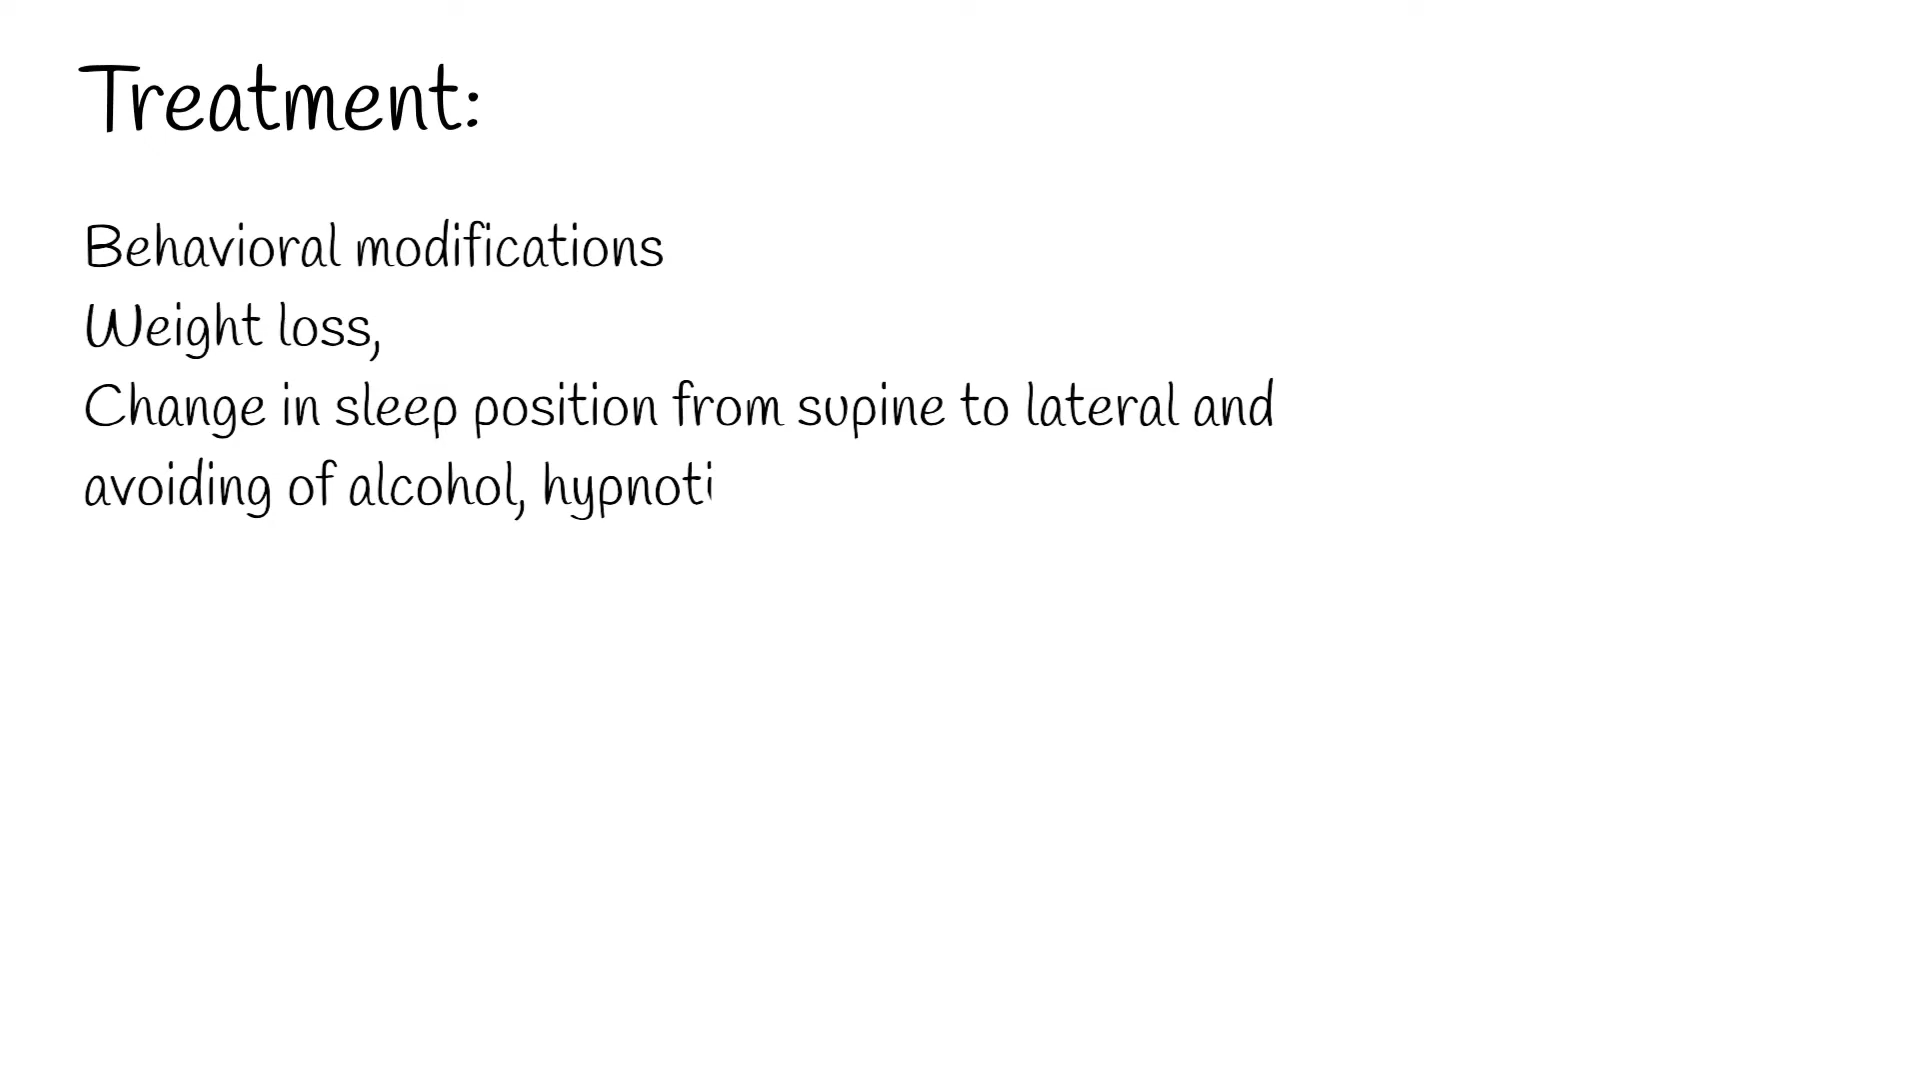 Treatment:
Behavioral modifications
Weight loss,
Change in sleep position from supine to lateral and
avoiding of alcohol, hypnoti